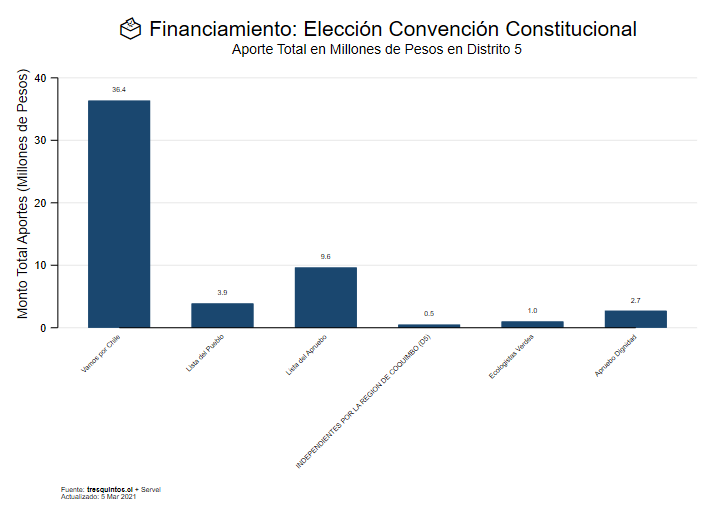 Financiamiento: Elección Convención Constitucional
Aporte Total en Millones de Pesos en Distrito 5
Monto Total Aportes (Millones de Pesos)
40
30
20
10
0
36.4
3.9
9.6
0.5
1.0
2.7
Vamos por Chile
Lista del Pueblo
Lista del Apruebo
INDEPENDIENTES POR LA REGIÓN DE COQUIMBO (D5)
Ecologistas Verdes
Apruebo Dignidad
Fuente: tresquintos.cl + Servel
Actualizado: 5 Mar 2021